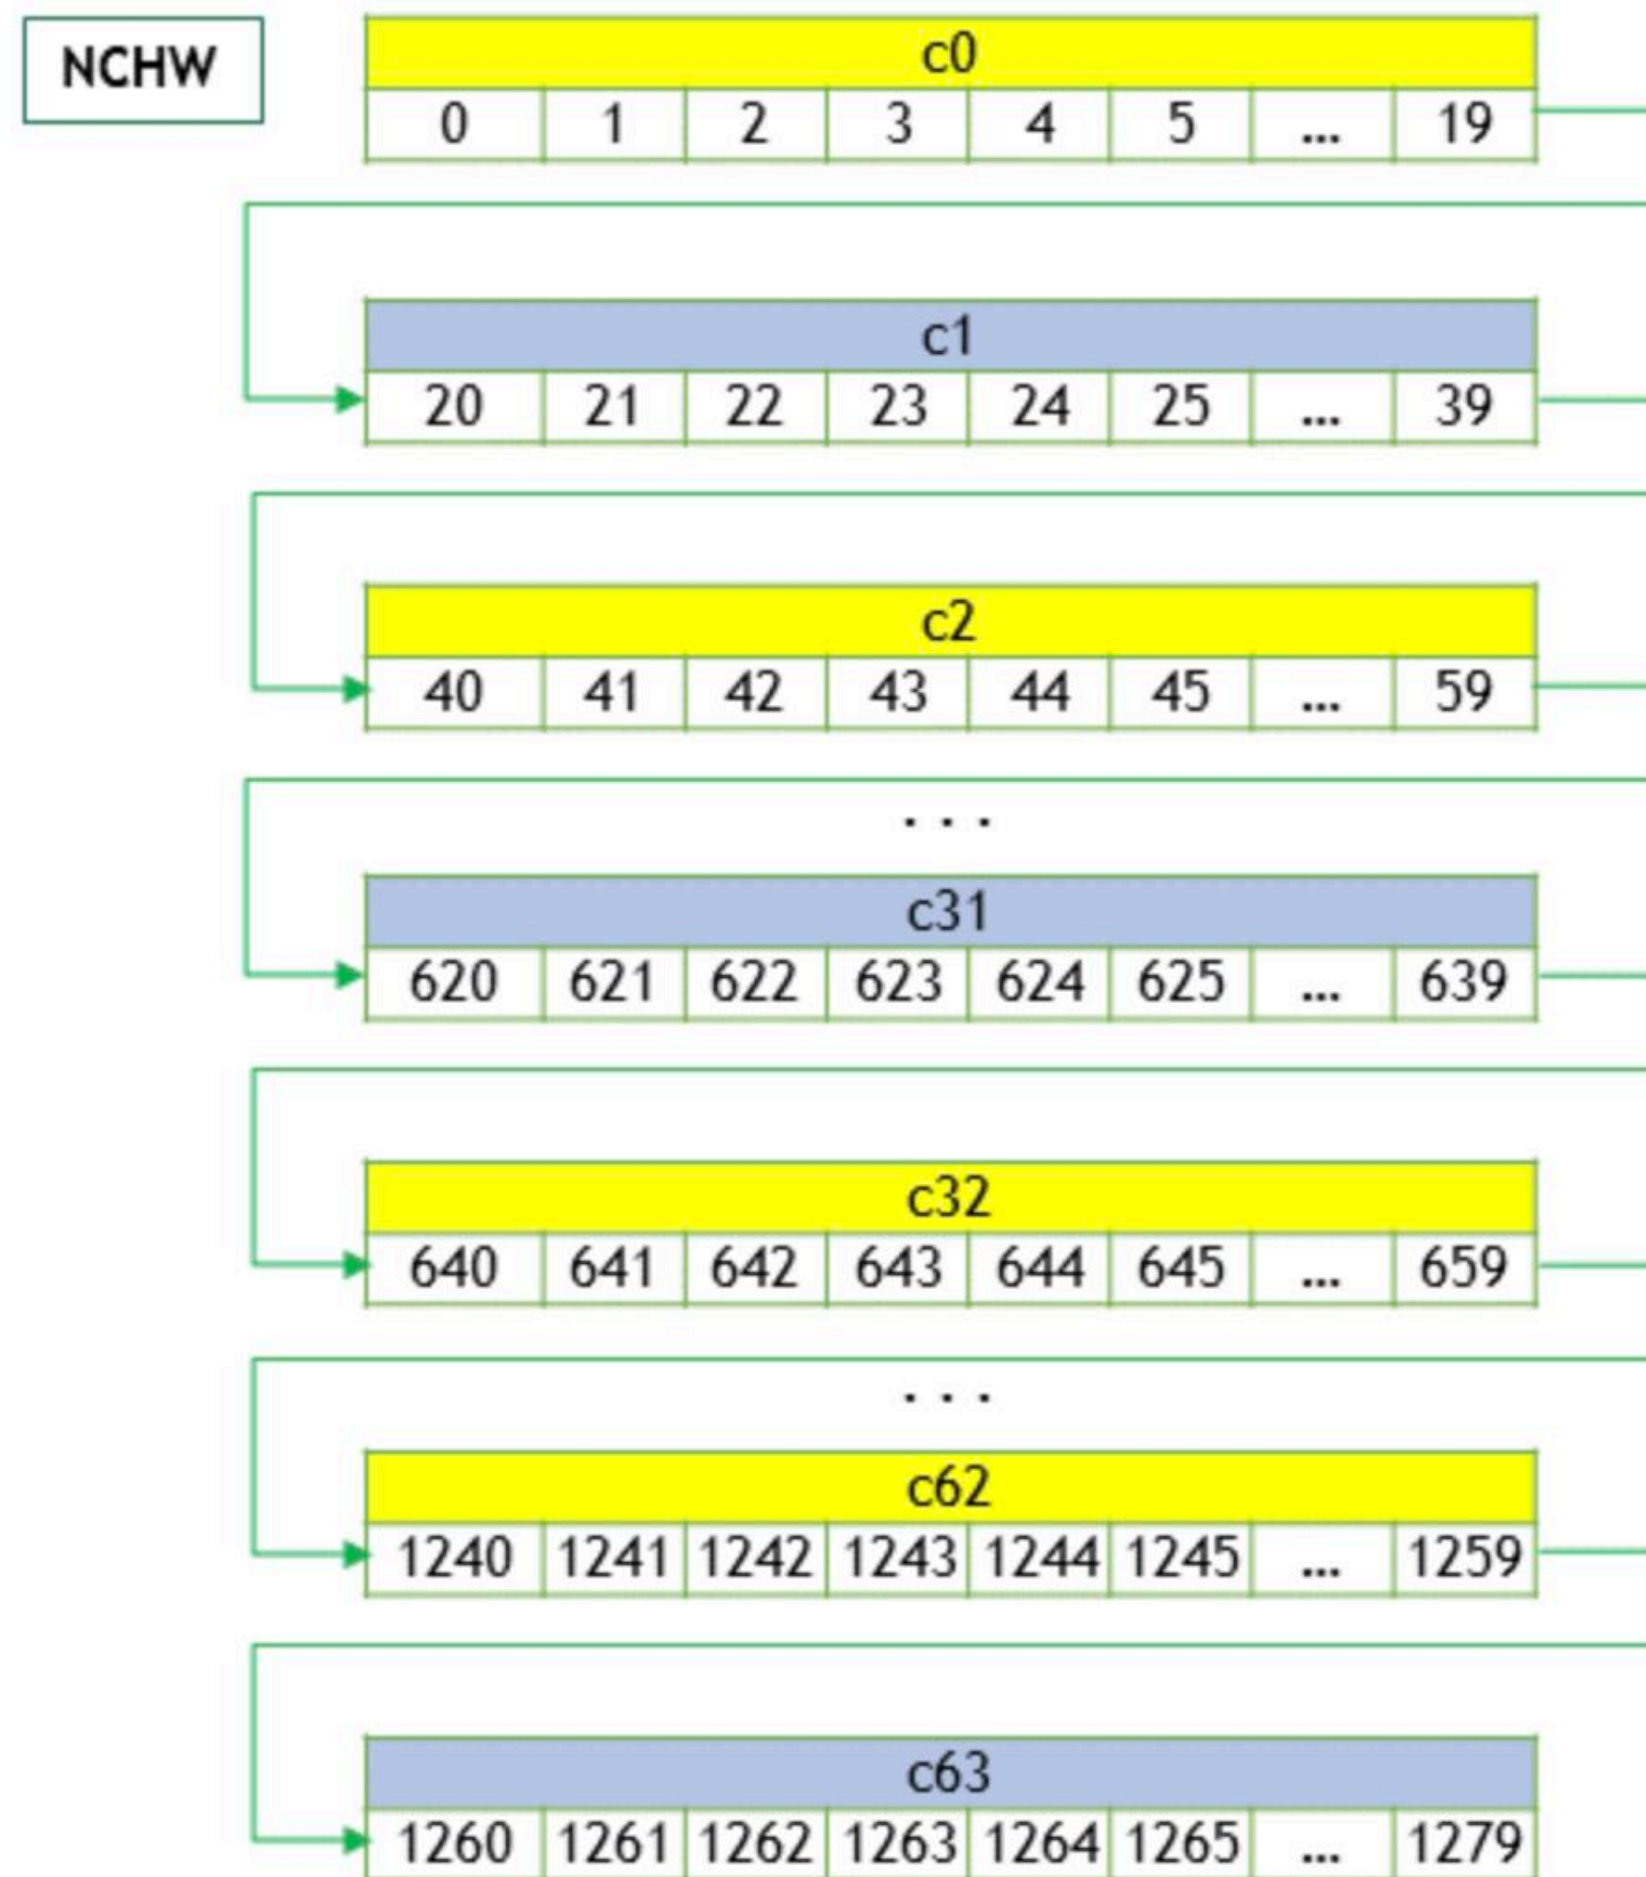 NCHW
c0
0 1 2 3 4 5 ... 19
c1
20 21 22 23 24 25 ... 39
c2
40 41 42 43 44 45 ... 59
. . .
c31
620 621 622 623 624 625 ... 639
c32
640 641 642 643 644 645 ... 659
. . .
c62
1240 1241 1242 1243 1244 1245 ... 1259
c63
1260 1261 1262 1263 1264 1265 ... 1279